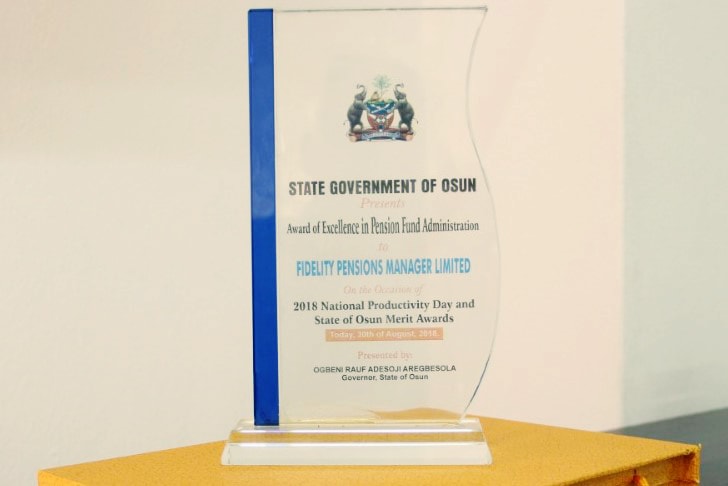 STATE GOVERNMENT OF OSUN
Presents
Award of Excellence in Pension Fund Administration
to
FIDELITY PENSIONS MANAGER LIMITED
On the Occasion of
2018 National Productivity Day and
State of Osun Merit Awards
Today, 30th of August, 2018.
Presented by:
OGBENI RAUF ADESOJI AREGBESOLA
Governor, State of Osun